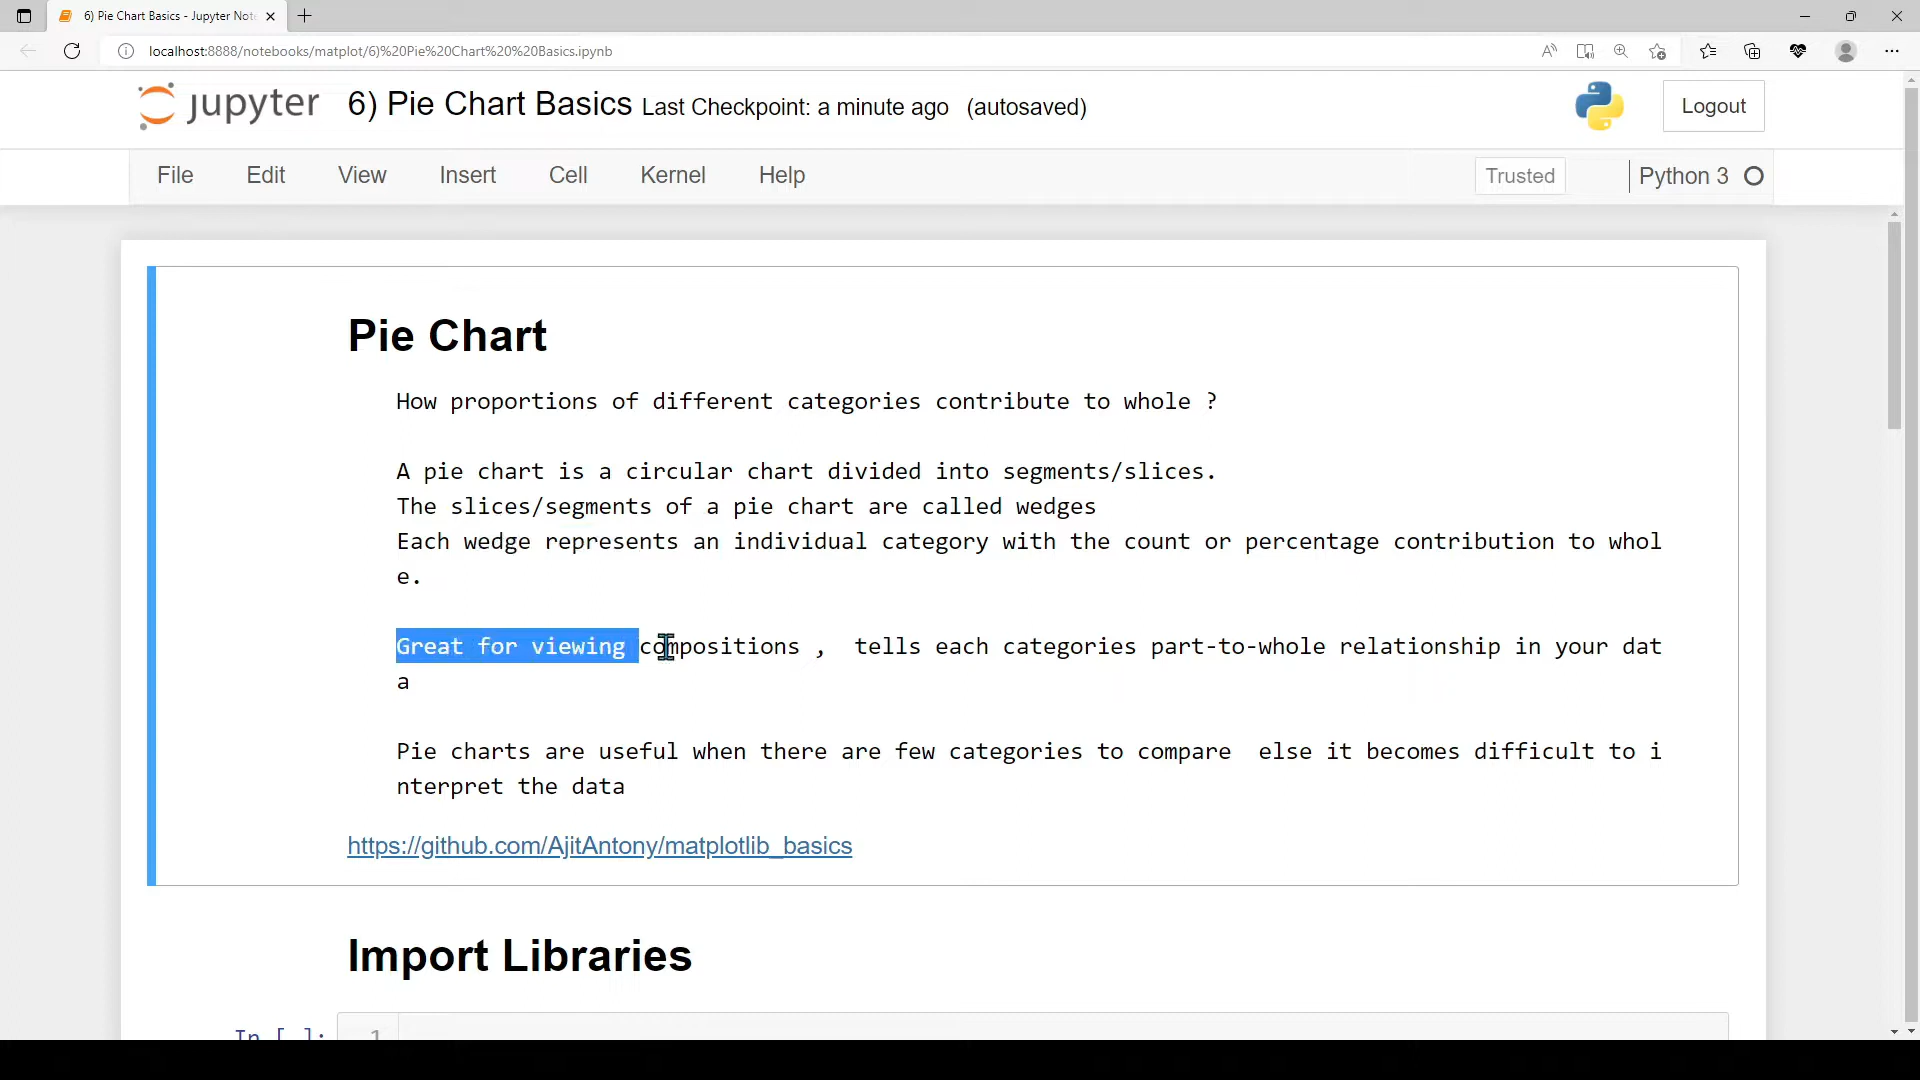 6) Pie Chart Basics - Jupyter Not
localhost:8888/notebooks/matplot/6)%20Pie%20Chart%20%20Basics.ipynb
jupyter 6) Pie Chart Basics Last Checkpoint: a minute ago (autosaved)
Logout
File Edit View Insert Cell Kernel Help
Trusted
Python 3
Pie Chart
How proportions of different categories contribute to whole ?
A pie chart is a circular chart divided into segments/slices.
The slices/segments of a pie chart are called wedges
Each wedge represents an individual category with the count or percentage contribution to whol
e.
Great for viewing compositions ,  tells each categories part-to-whole relationship in your dat
a
Pie charts are useful when there are few categories to compare  else it becomes difficult to i
nterpret the data
https://github.com/AjitAntony/matplotlib_basics
Import Libraries
In [ ]: 1